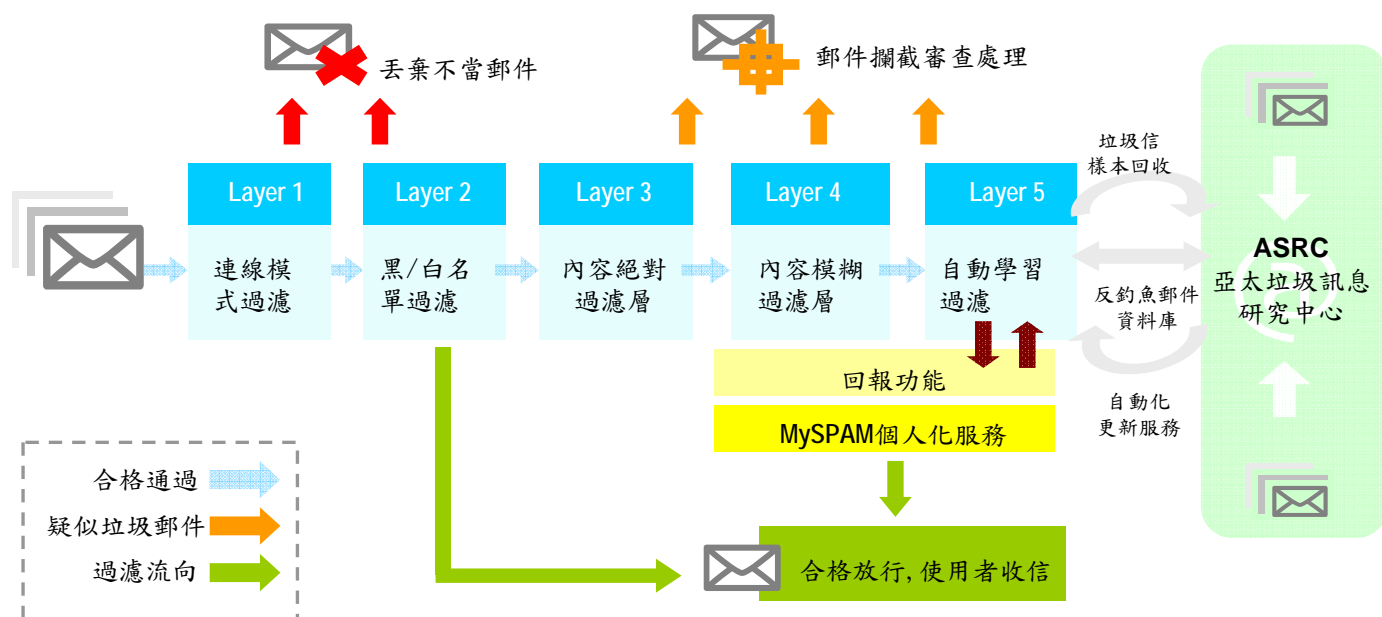 丟棄不當郵件
郵件攔截審查處理
Layer 1
Layer 2
Layer 3
Layer 4
Layer 5
連線模
式過濾
黑/白名
單過濾
內容絕對
過濾層
內容模糊
過濾層
自動學習
過濾
垃圾信
樣本回收
反釣魚郵件
資料庫
自動化
更新服務
@
ASRC
亞太垃圾訊息
研究中心
回報功能
MySPAM個人化服務
合格放行,使用者收信
合格通過
疑似垃圾郵件
過濾流向